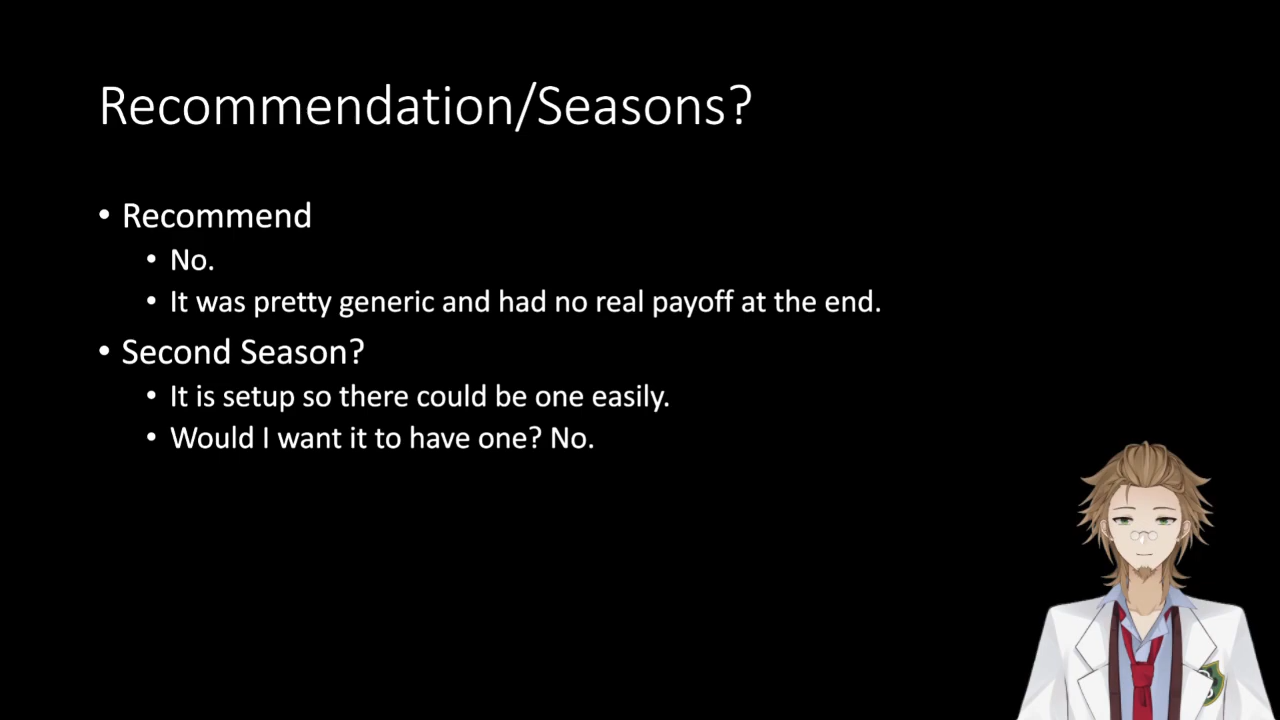 Recommendation/Seasons?
• Recommend
• No.
• It was pretty generic and had no real payoff at the end.
• Second Season?
• It is setup so there could be one easily.
• Would I want it to have one? No.